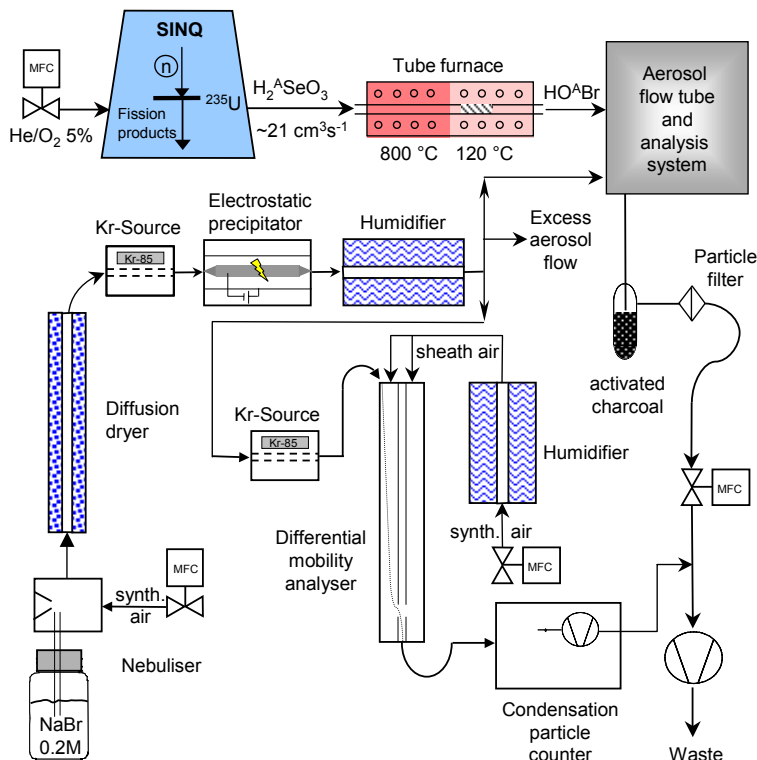 SINQ
MFC
n
235U
Fission
products
He/O2 5%
H2ASeO3
~21 cm3s-1
Tube furnace
800 °C
120 °C
HOABr
Aerosol
flow tube
and
analysis
system
Kr-Source
Kr-85
Electrostatic
precipitator
Humidifier
Excess
aerosol
flow
Particle
filter
activated
charcoal
Diffusion
dryer
sheath air
Kr-Source
Kr-85
Humidifier
MFC
Differential
mobility
analyser
synth. air
MFC
MFC
synth.
air
Nebuliser
NaBr
0.2M
Condensation
particle
counter
Waste